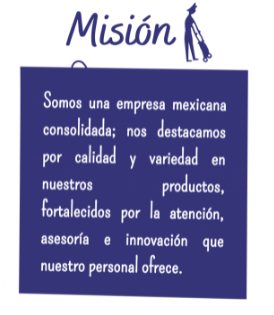 Misión
Somos una empresa mexicana
consolidada; nos destacamos
por calidad y variedad en
nuestros productos,
fortalecidos por la atención,
asesoría e innovación que
nuestro personal ofrece.